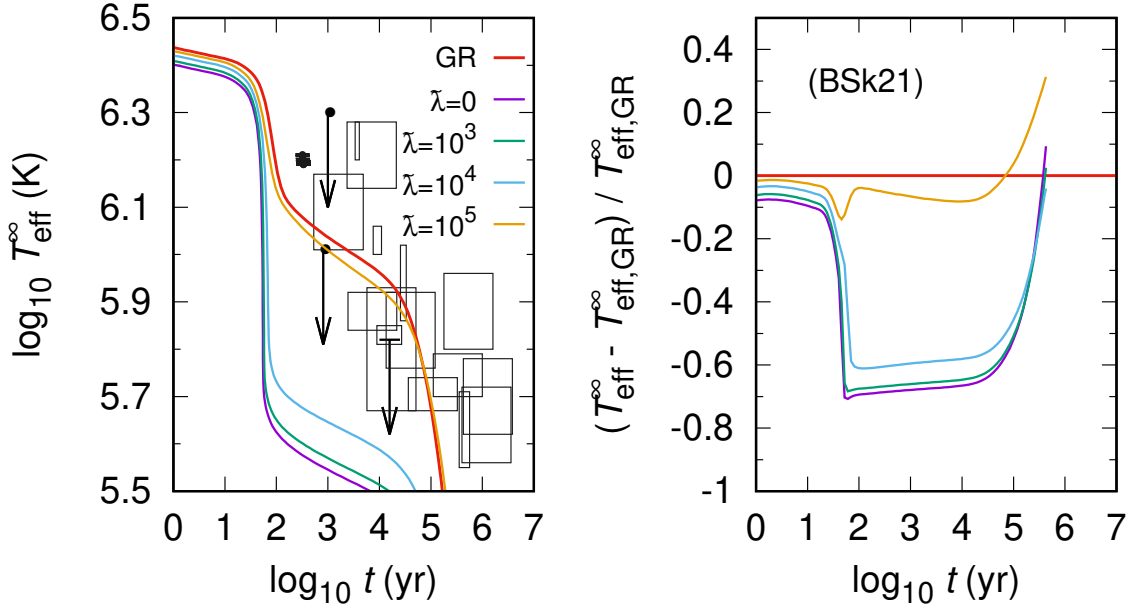 6.5
6.3
6.1
5.9
5.7
5.5
log₁₀ T∞eff (K)
0 1 2 3 4 5 6 7
log₁₀ t (yr)
GR
λ̃=0
λ̃=10³
λ̃=10⁴
λ̃=10⁵
0.4
0.2
0
-0.2
-0.4
-0.6
-0.8
-1
(T∞eff - T∞eff,GR) / T∞eff,GR
(BSk21)
0 1 2 3 4 5 6 7
log₁₀ t (yr)